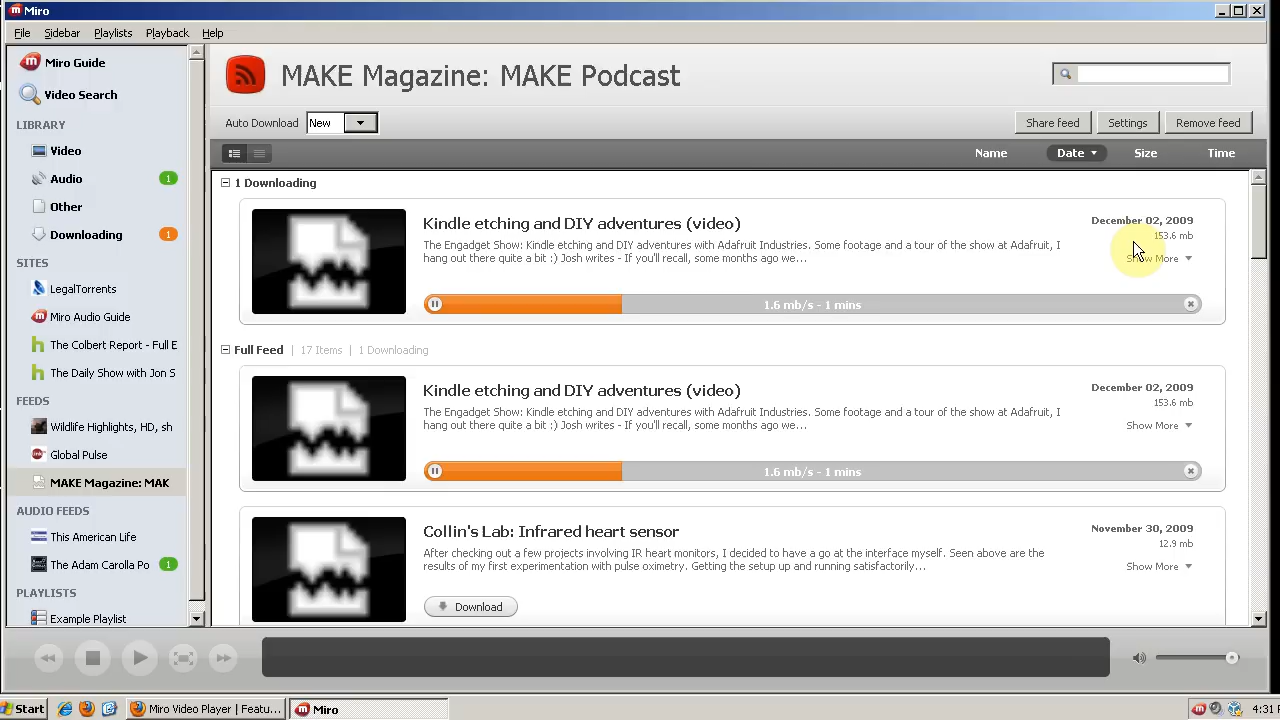 Miro
File Sidebar Playlists Playback Help
Miro Guide
Video Search
LIBRARY
Video
Audio 1
Other
Downloading 1
SITES
LegalTorrents
Miro Audio Guide
The Colbert Report - Full E
The Daily Show with Jon S
FEEDS
Wildlife Highlights, HD, sh
Global Pulse
MAKE Magazine: MAK
AUDIO FEEDS
This American Life
The Adam Carolla Po 1
PLAYLISTS
Example Playlist
MAKE Magazine: MAKE Podcast
Auto Download New Share feed Settings Remove feed
Name Date Size Time
1 Downloading
Kindle etching and DIY adventures (video)
December 02, 2009
153.6 mb
The Engadget Show: Kindle etching and DIY adventures with Adafruit Industries. Some footage and a tour of the show at Adafruit, I
hang out there quite a bit :) Josh writes - If you'll recall, some months ago we...
Show More
1.6 mb/s - 1 mins
Full Feed | 17 Items | 1 Downloading
Kindle etching and DIY adventures (video)
December 02, 2009
153.6 mb
The Engadget Show: Kindle etching and DIY adventures with Adafruit Industries. Some footage and a tour of the show at Adafruit, I
hang out there quite a bit :) Josh writes - If you'll recall, some months ago we...
Show More
1.6 mb/s - 1 mins
Collin's Lab: Infrared heart sensor
November 30, 2009
12.9 mb
After checking out a few projects involving IR heart monitors, I decided to have a go at the interface myself. Seen above are the
results of my first experimentation with pulse oximetry. Getting the setup up and running satisfactorily...
Show More
Download
Start Miro Video Player | Featu... Miro 4:31